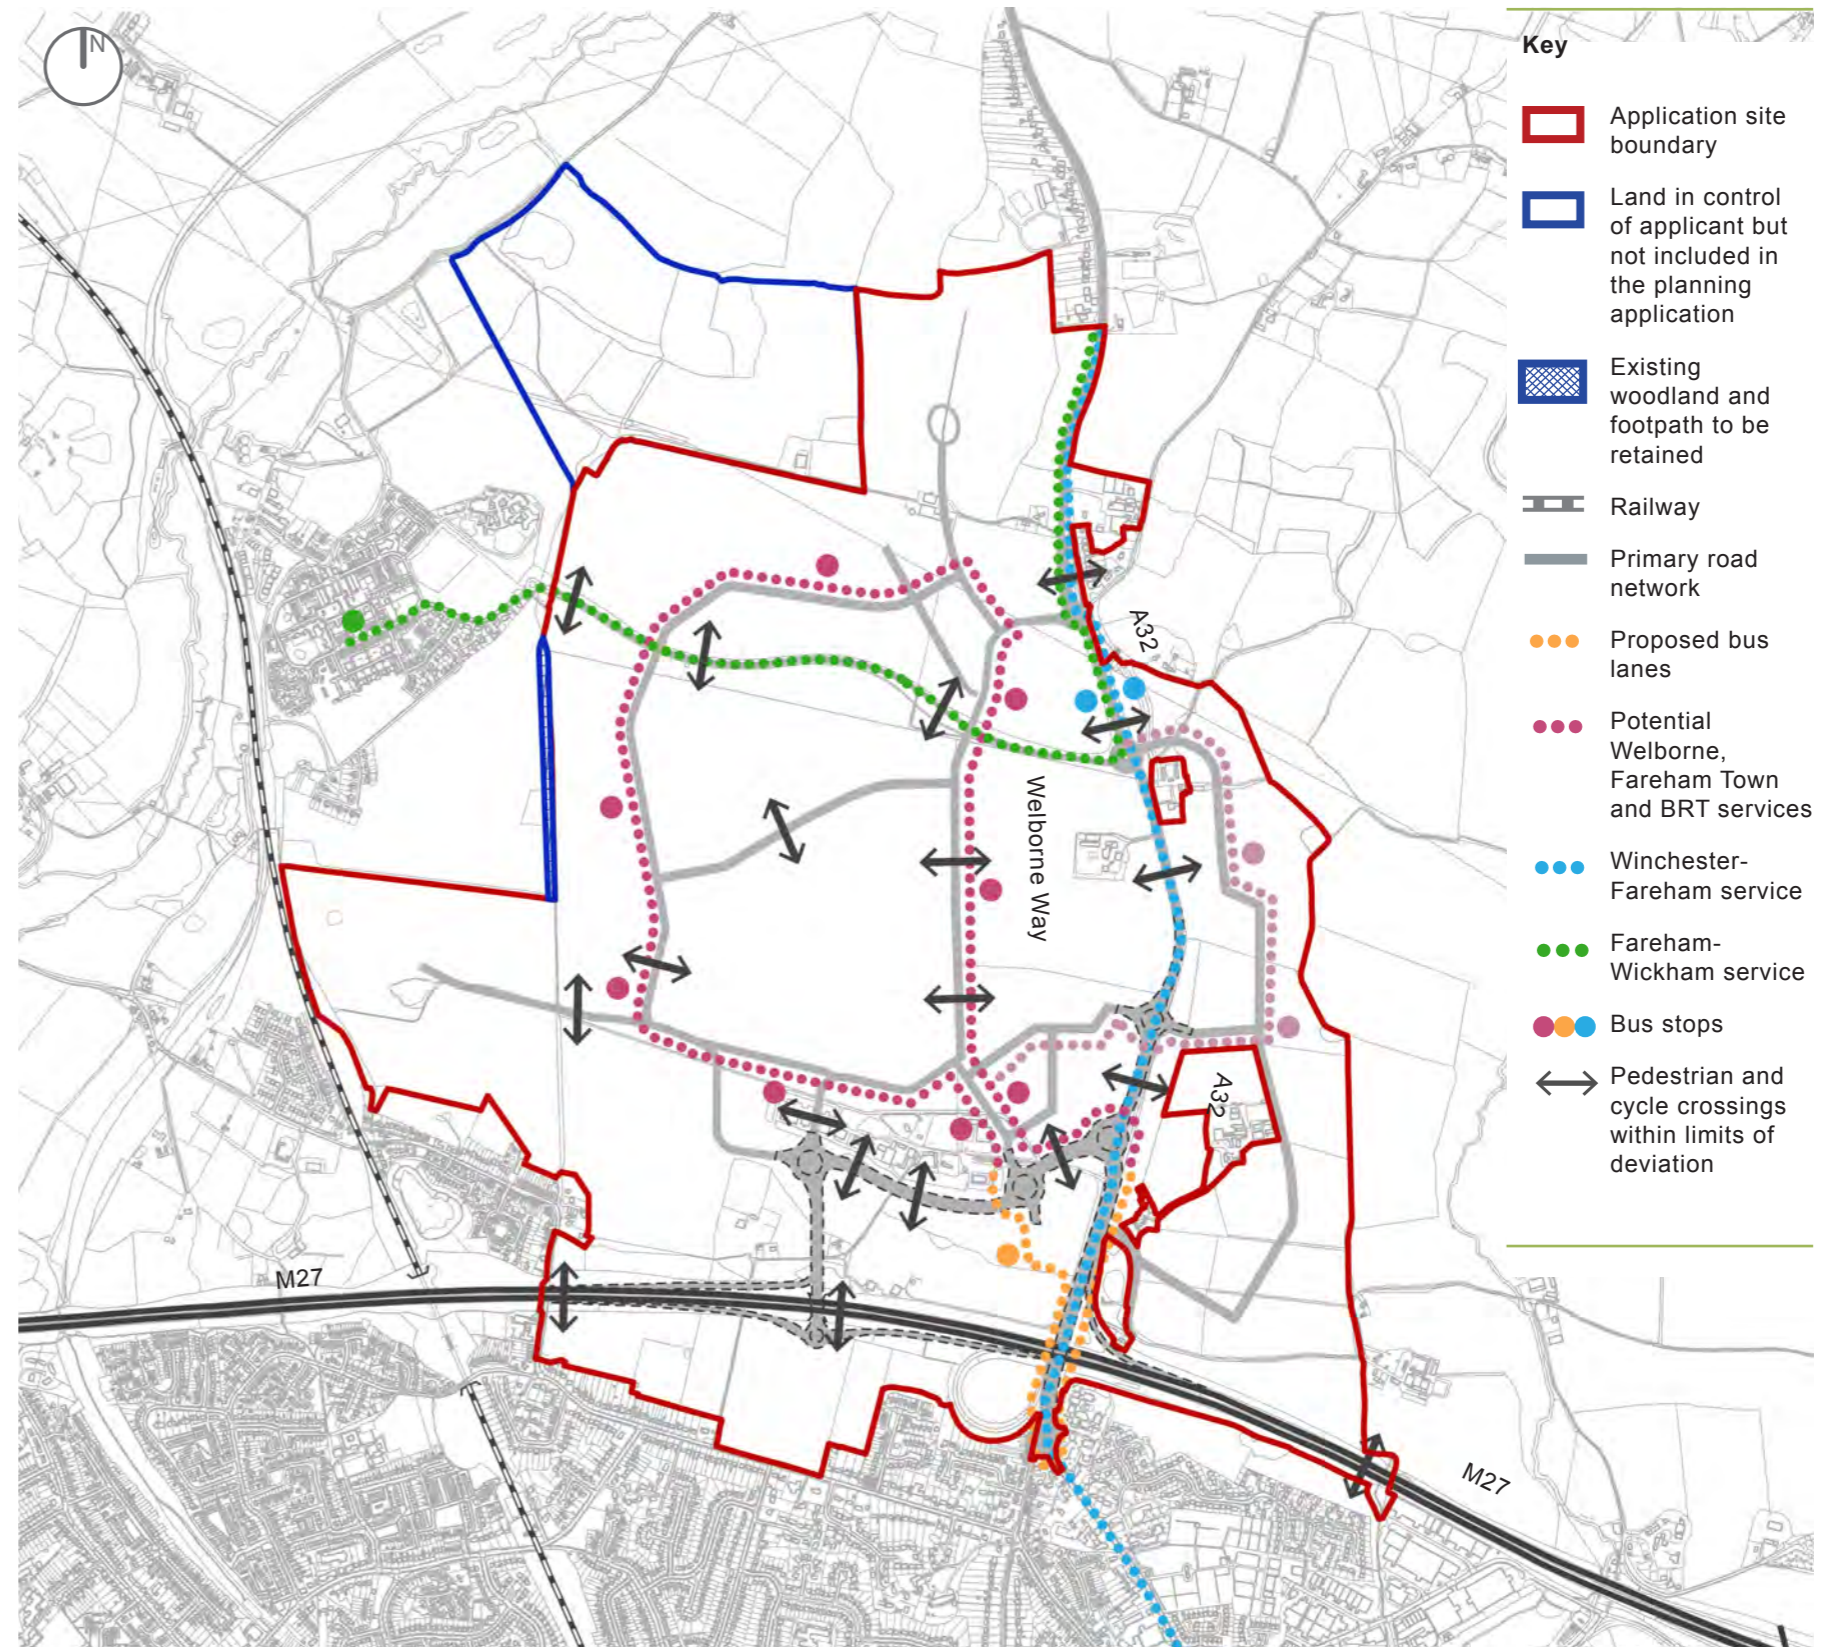 N
Key
Application site
boundary
Land in control
of applicant but
not included in
the planning
application
Existing
woodland and
footpath to be
retained
Railway
Primary road
network
Proposed bus
lanes
Potential
Welborne,
Fareham Town
and BRT services
Winchester-
Fareham service
Fareham-
Wickham service
Bus stops
Pedestrian and
cycle crossings
within limits of
deviation
A32
Welborne Way
A32
M27
M27